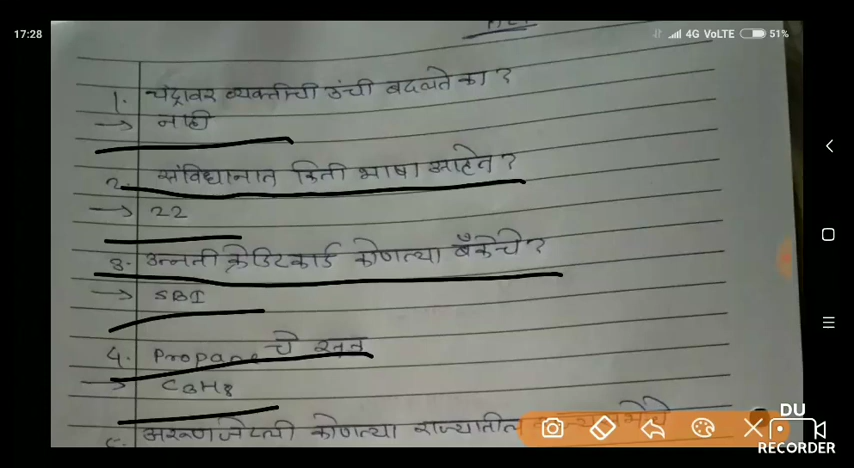 17:28
4G VoLTE 51%
1. चंद्रावर व्यक्तीची उंची बदलते का?
→ नाही
2. संविधानात किती भाषा आहेत?
→ 22
3. उन्नती क्रेडिटकार्ड कोणत्या बँकेचे?
→ SBI
4. Propane चे सूत्र
→ C3H8
अरुण जेटली कोणत्या राज्यातील
DU
RECORDER